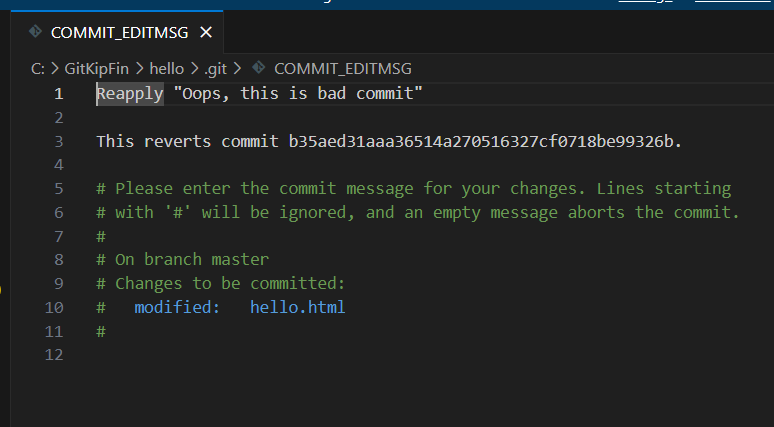 COMMIT_EDITMSG
C: > GitKipFin > hello > .git > COMMIT_EDITMSG
1 Reapply "Oops, this is bad commit"
2
3 This reverts commit b35aed31aaa36514a270516327cf0718be99326b.
4
5 # Please enter the commit message for your changes. Lines starting
6 # with '#' will be ignored, and an empty message aborts the commit.
7 #
8 # On branch master
9 # Changes to be committed:
10 #   modified:   hello.html
11 #
12